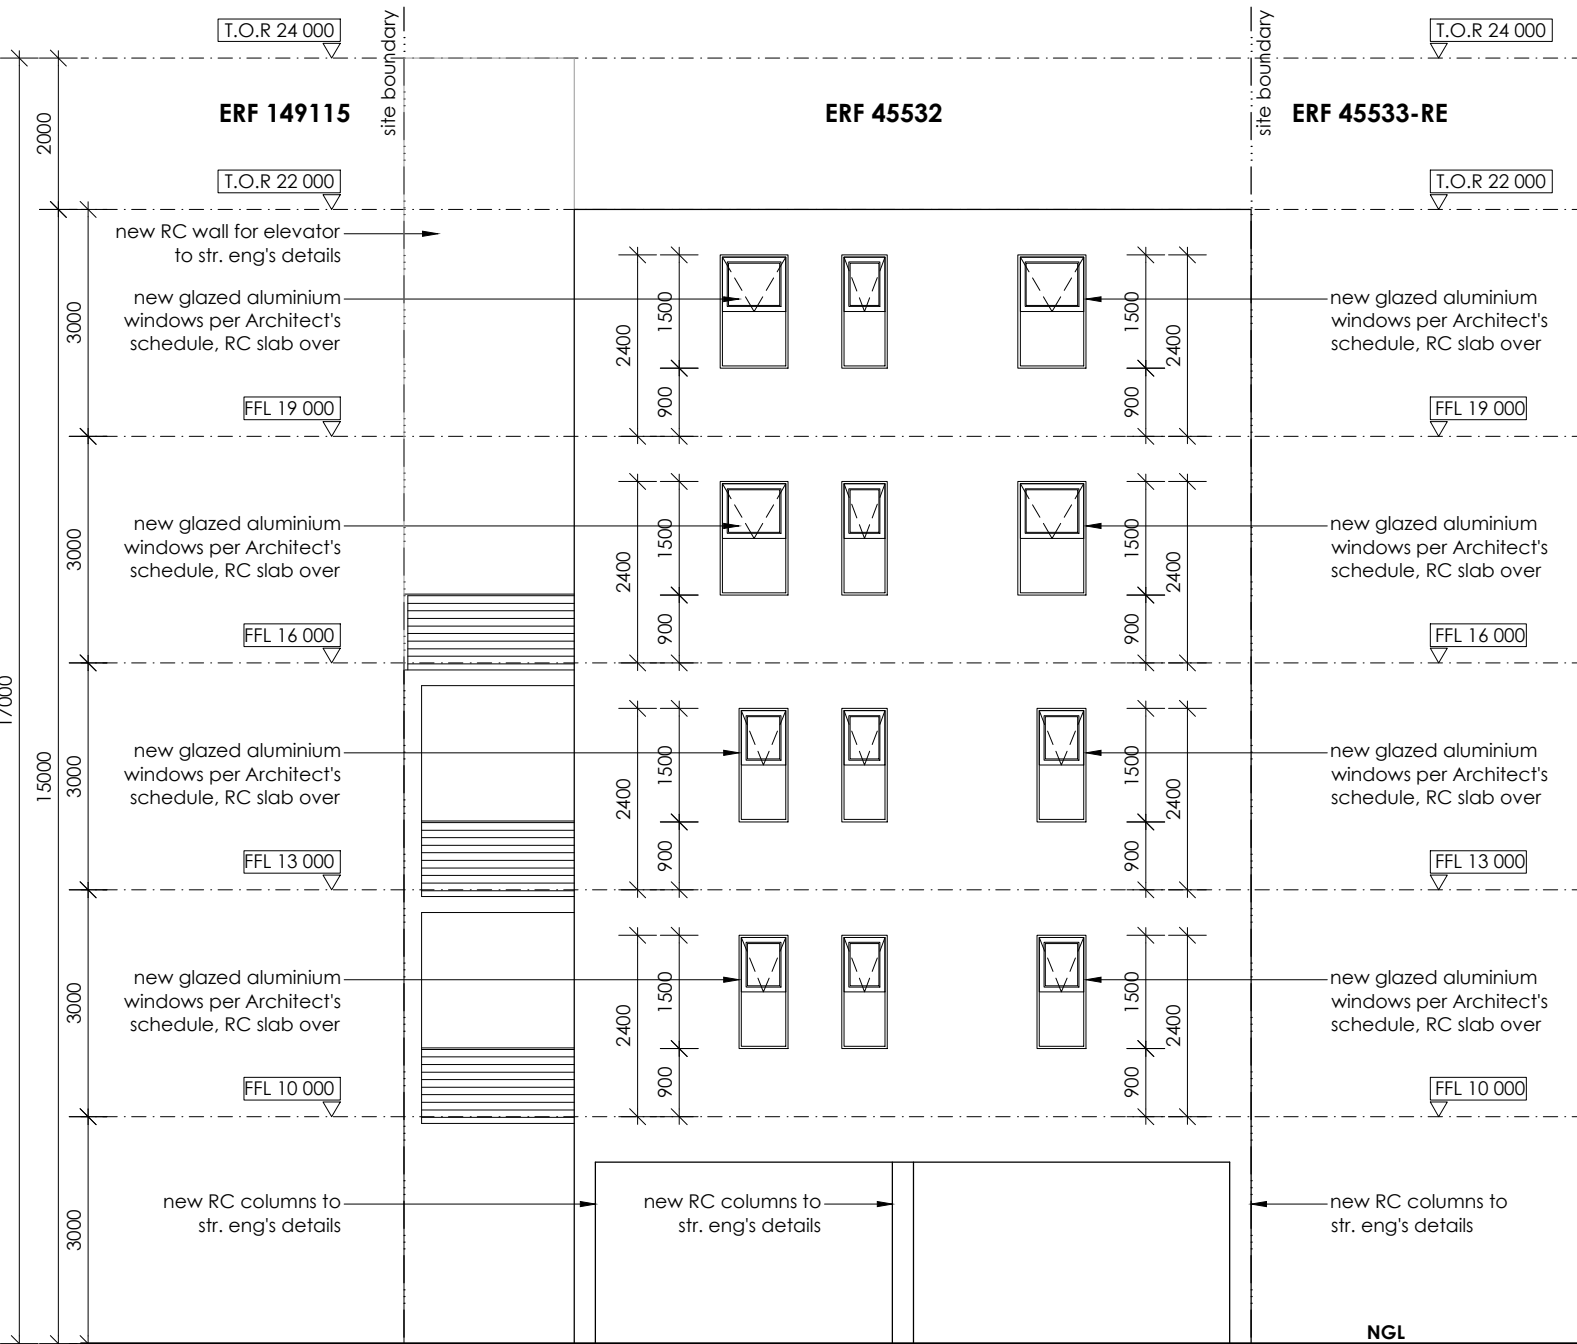 T.O.R 24 000
site boundary
site boundary
T.O.R 24 000
ERF 149115
ERF 45532
ERF 45533-RE
2000
T.O.R 22 000
T.O.R 22 000
new RC wall for elevator
to str. eng's details
new glazed aluminium
windows per Architect's
schedule, RC slab over
3000
2400
1500
900
1500
2400
900
new glazed aluminium
windows per Architect's
schedule, RC slab over
FFL 19 000
FFL 19 000
new glazed aluminium
windows per Architect's
schedule, RC slab over
3000
2400
1500
900
1500
2400
900
new glazed aluminium
windows per Architect's
schedule, RC slab over
FFL 16 000
FFL 16 000
17000
15000
new glazed aluminium
windows per Architect's
schedule, RC slab over
3000
2400
1500
900
1500
2400
900
new glazed aluminium
windows per Architect's
schedule, RC slab over
FFL 13 000
FFL 13 000
new glazed aluminium
windows per Architect's
schedule, RC slab over
3000
2400
1500
900
1500
2400
900
new glazed aluminium
windows per Architect's
schedule, RC slab over
FFL 10 000
FFL 10 000
3000
new RC columns to
str. eng's details
new RC columns to
str. eng's details
new RC columns to
str. eng's details
NGL